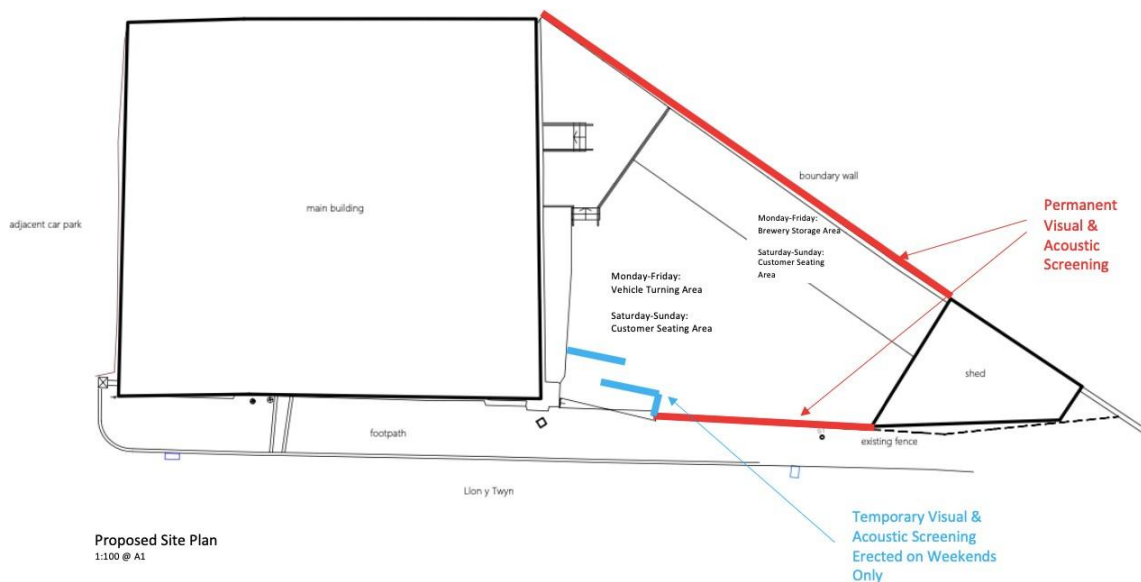 boundary wall
adjacent car park
main building
Monday-Friday:
Brewery Storage Area
Saturday-Sunday:
Customer Seating
Area
Permanent
Visual &
Acoustic
Screening
Monday-Friday:
Vehicle Turning Area
Saturday-Sunday:
Customer Seating Area
shed
footpath
existing fence
Llon y Twyn
Proposed Site Plan
1:100 @ A1
Temporary Visual &
Acoustic Screening
Erected on Weekends
Only